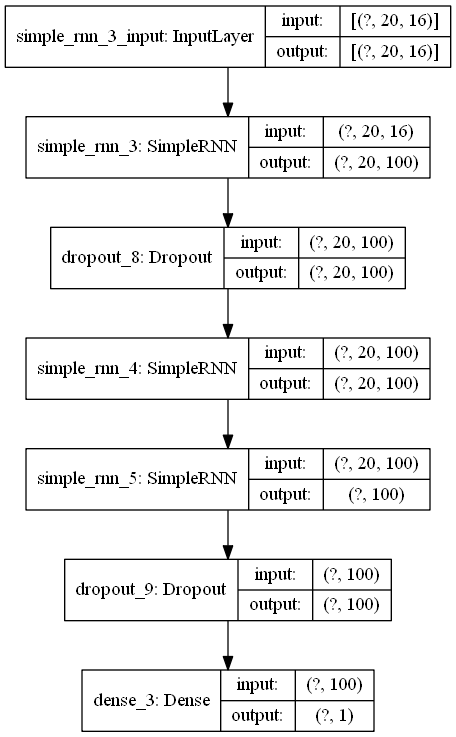 simple_rnn_3_input: InputLayer
input: [(?, 20, 16)]
output: [(?, 20, 16)]
simple_rnn_3: SimpleRNN
input: (?, 20, 16)
output: (?, 20, 100)
dropout_8: Dropout
input: (?, 20, 100)
output: (?, 20, 100)
simple_rnn_4: SimpleRNN
input: (?, 20, 100)
output: (?, 20, 100)
simple_rnn_5: SimpleRNN
input: (?, 20, 100)
output: (?, 100)
dropout_9: Dropout
input: (?, 100)
output: (?, 100)
dense_3: Dense
input: (?, 100)
output: (?, 1)